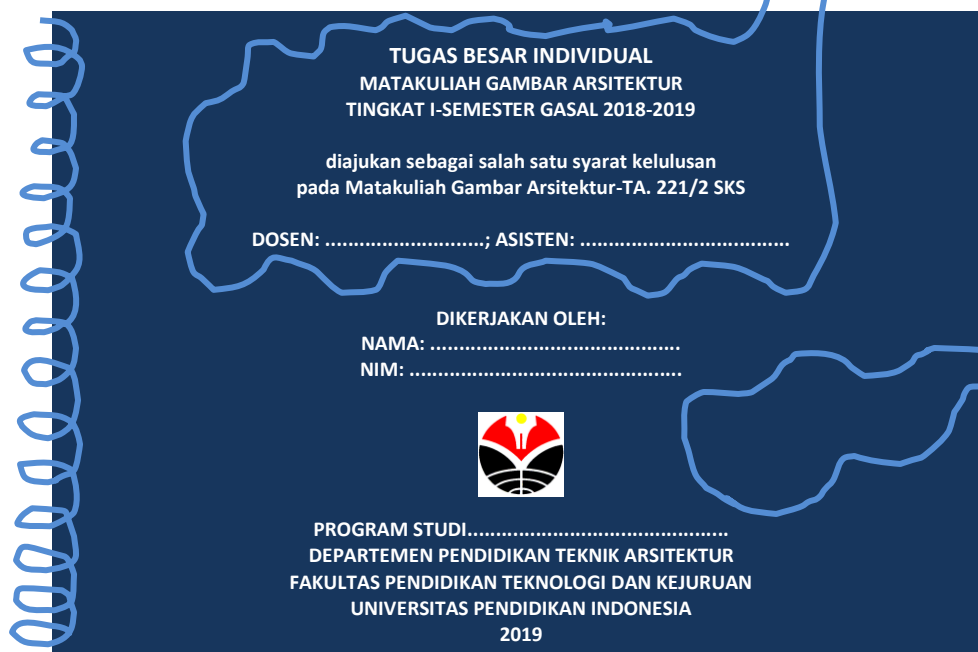 TUGAS BESAR INDIVIDUAL
MATAKULIAH GAMBAR ARSITEKTUR
TINGKAT I-SEMESTER GASAL 2018-2019
diajukan sebagai salah satu syarat kelulusan
pada Matakuliah Gambar Arsitektur-TA. 221/2 SKS
DOSEN: ...........................; ASISTEN: ....................................
DIKERJAKAN OLEH:
NAMA: ...........................................
NIM: ...............................................
PROGRAM STUDI.............................................
DEPARTEMEN PENDIDIKAN TEKNIK ARSITEKTUR
FAKULTAS PENDIDIKAN TEKNOLOGI DAN KEJURUAN
UNIVERSITAS PENDIDIKAN INDONESIA
2019